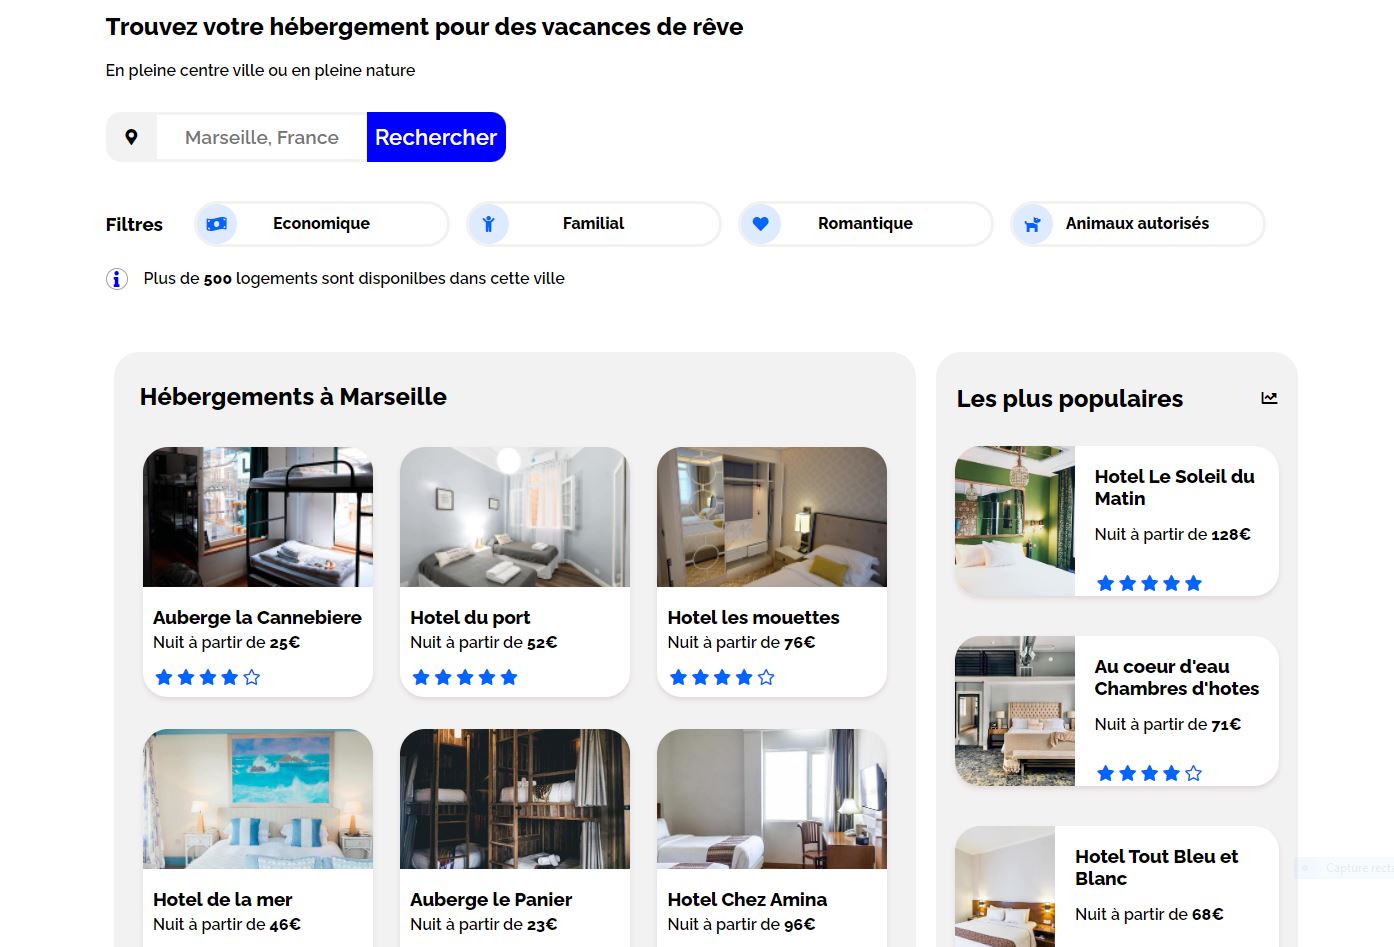 Trouvez votre hébergement pour des vacances de rêve
En pleine centre ville ou en pleine nature
Marseille, France
Rechercher
Filtres
Economique
Familial
Romantique
Animaux autorisés
Plus de 500 logements sont disponilbes dans cette ville
Hébergements à Marseille
Auberge la Cannebiere
Nuit à partir de 25€
Hotel du port
Nuit à partir de 52€
Hotel les mouettes
Nuit à partir de 76€
Hotel de la mer
Nuit à partir de 46€
Auberge le Panier
Nuit à partir de 23€
Hotel Chez Amina
Nuit à partir de 96€
Les plus populaires
Hotel Le Soleil du
Matin
Nuit à partir de 128€
Au coeur d'eau
Chambres d'hotes
Nuit à partir de 71€
Hotel Tout Bleu et
Blanc
Nuit à partir de 68€
Capture